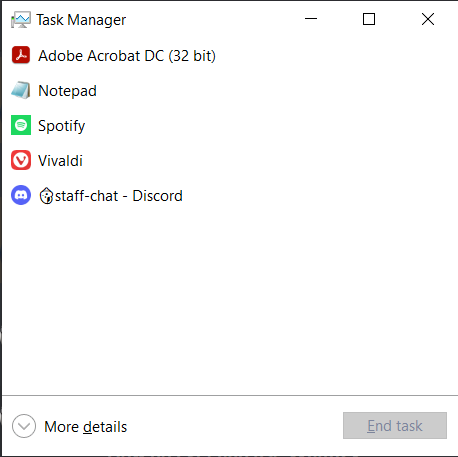 Task Manager
Adobe Acrobat DC (32 bit)
Notepad
Spotify
Vivaldi
staff-chat - Discord
More details
End task